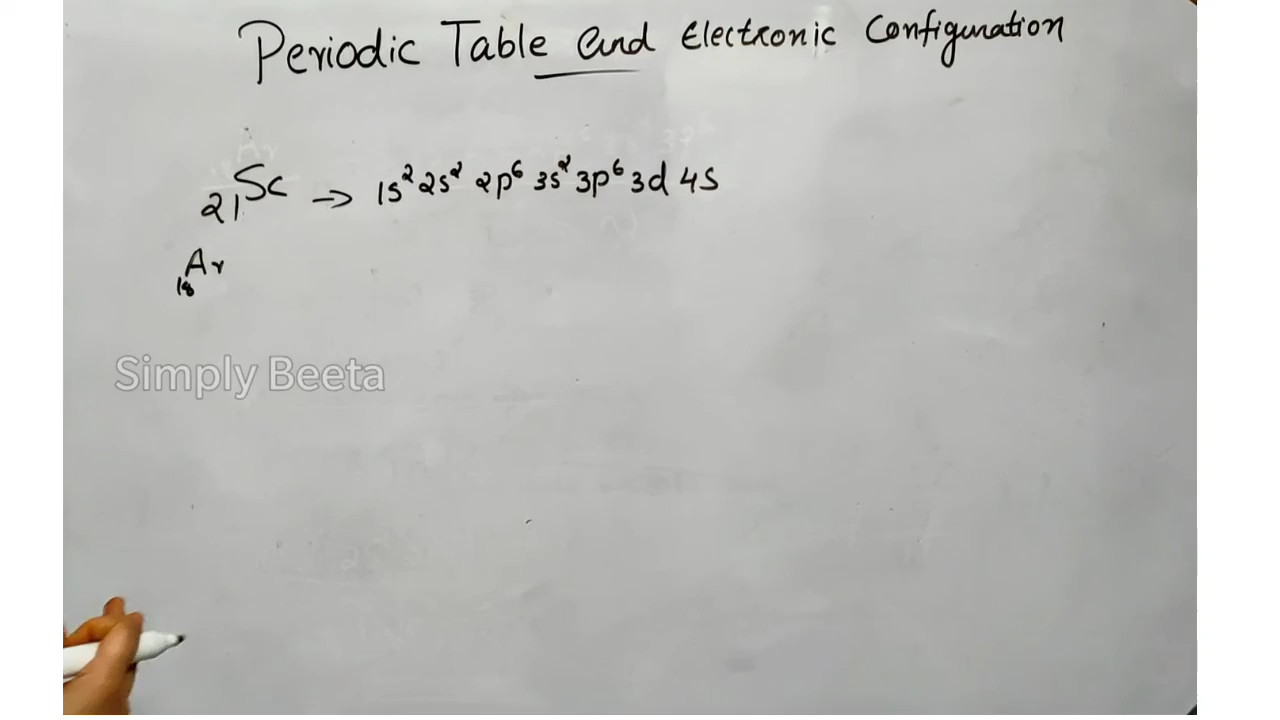 Periodic Table and Electronic Configuration
₂₁Sc → 1s² 2s² 2p⁶ 3s² 3p⁶ 3d 4s
₁₈Ar
Simply Beeta